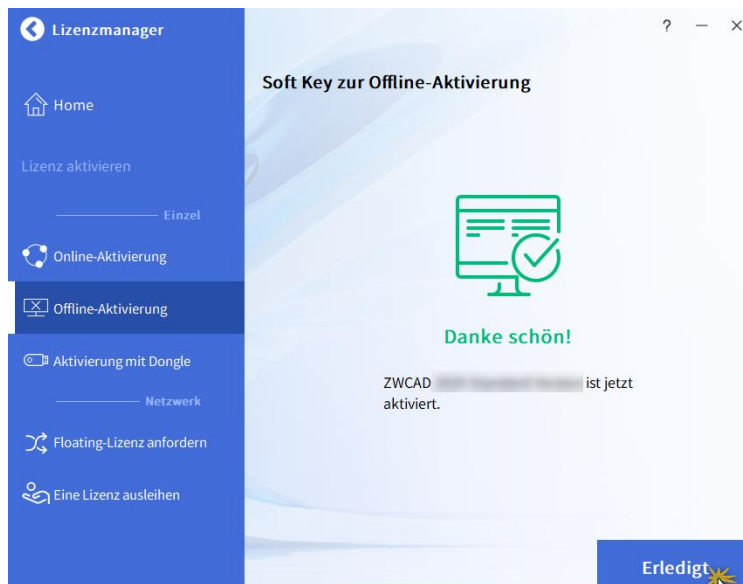 Lizenzmanager
?
Soft Key zur Offline-Aktivierung
Home
Lizenz aktivieren
Einzel
Online-Aktivierung
Offline-Aktivierung
Aktivierung mit Dongle
Netzwerk
Floating-Lizenz anfordern
Eine Lizenz ausleihen
Danke schön!
ZWCAD ist jetzt
aktiviert.
Erledigt